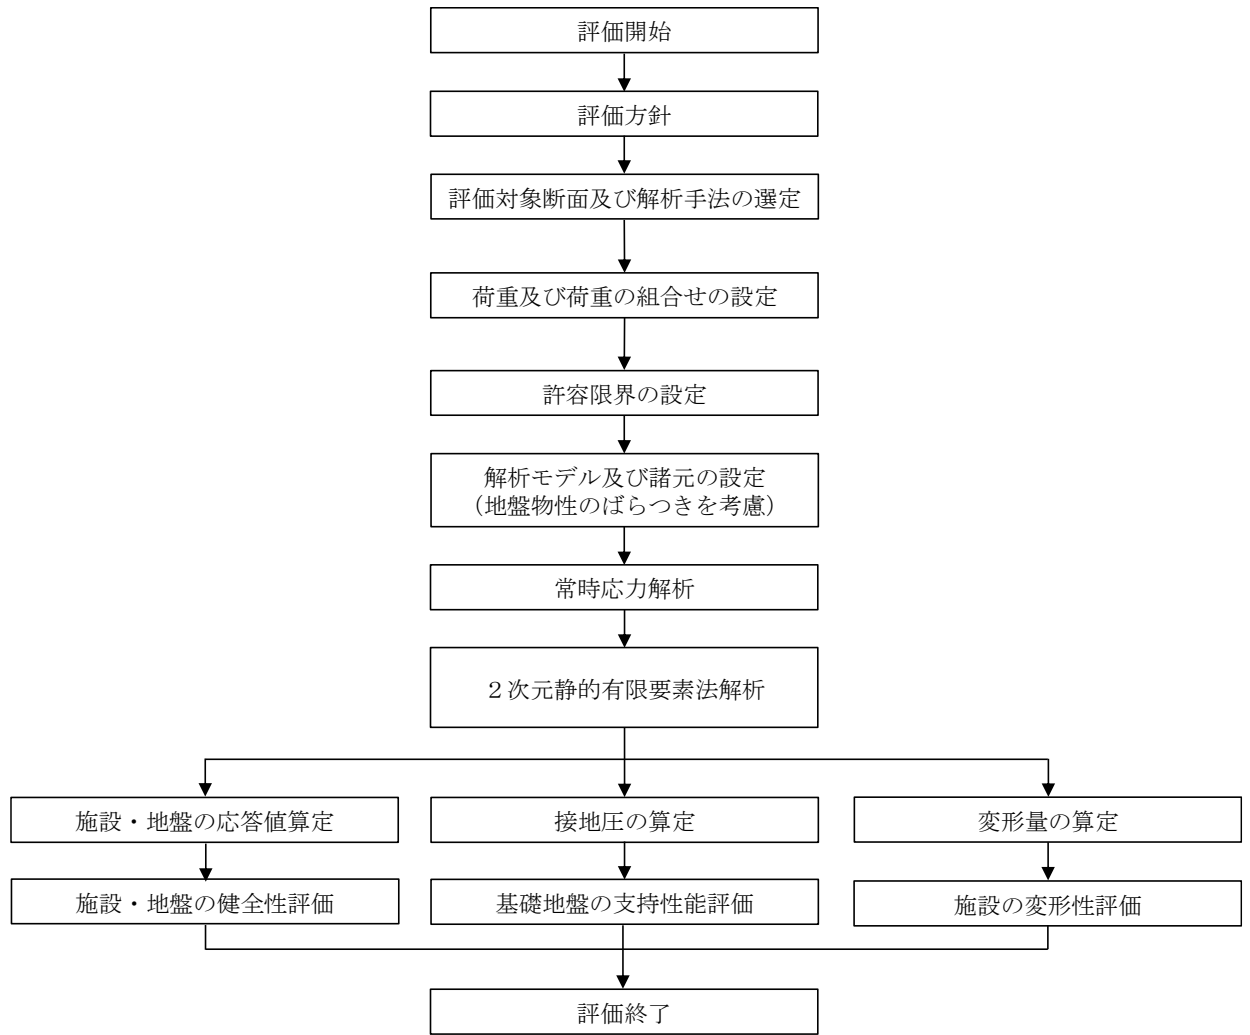 評価開始
評価方針
評価対象断面及び解析手法の選定
荷重及び荷重の組合せの設定
許容限界の設定
解析モデル及び諸元の設定
（地盤物性のばらつきを考慮）
常時応力解析
２次元静的有限要素法解析
施設・地盤の応答値算定
接地圧の算定
変形量の算定
施設・地盤の健全性評価
基礎地盤の支持性能評価
施設の変形性評価
評価終了